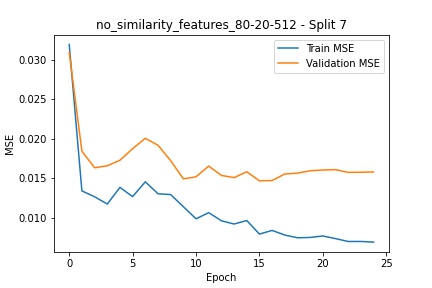 no_similarity_features_80-20-512 - Split 7
Train MSE
Validation MSE
MSE
0.030
0.025
0.020
0.015
0.010
0 5 10 15 20 25
Epoch